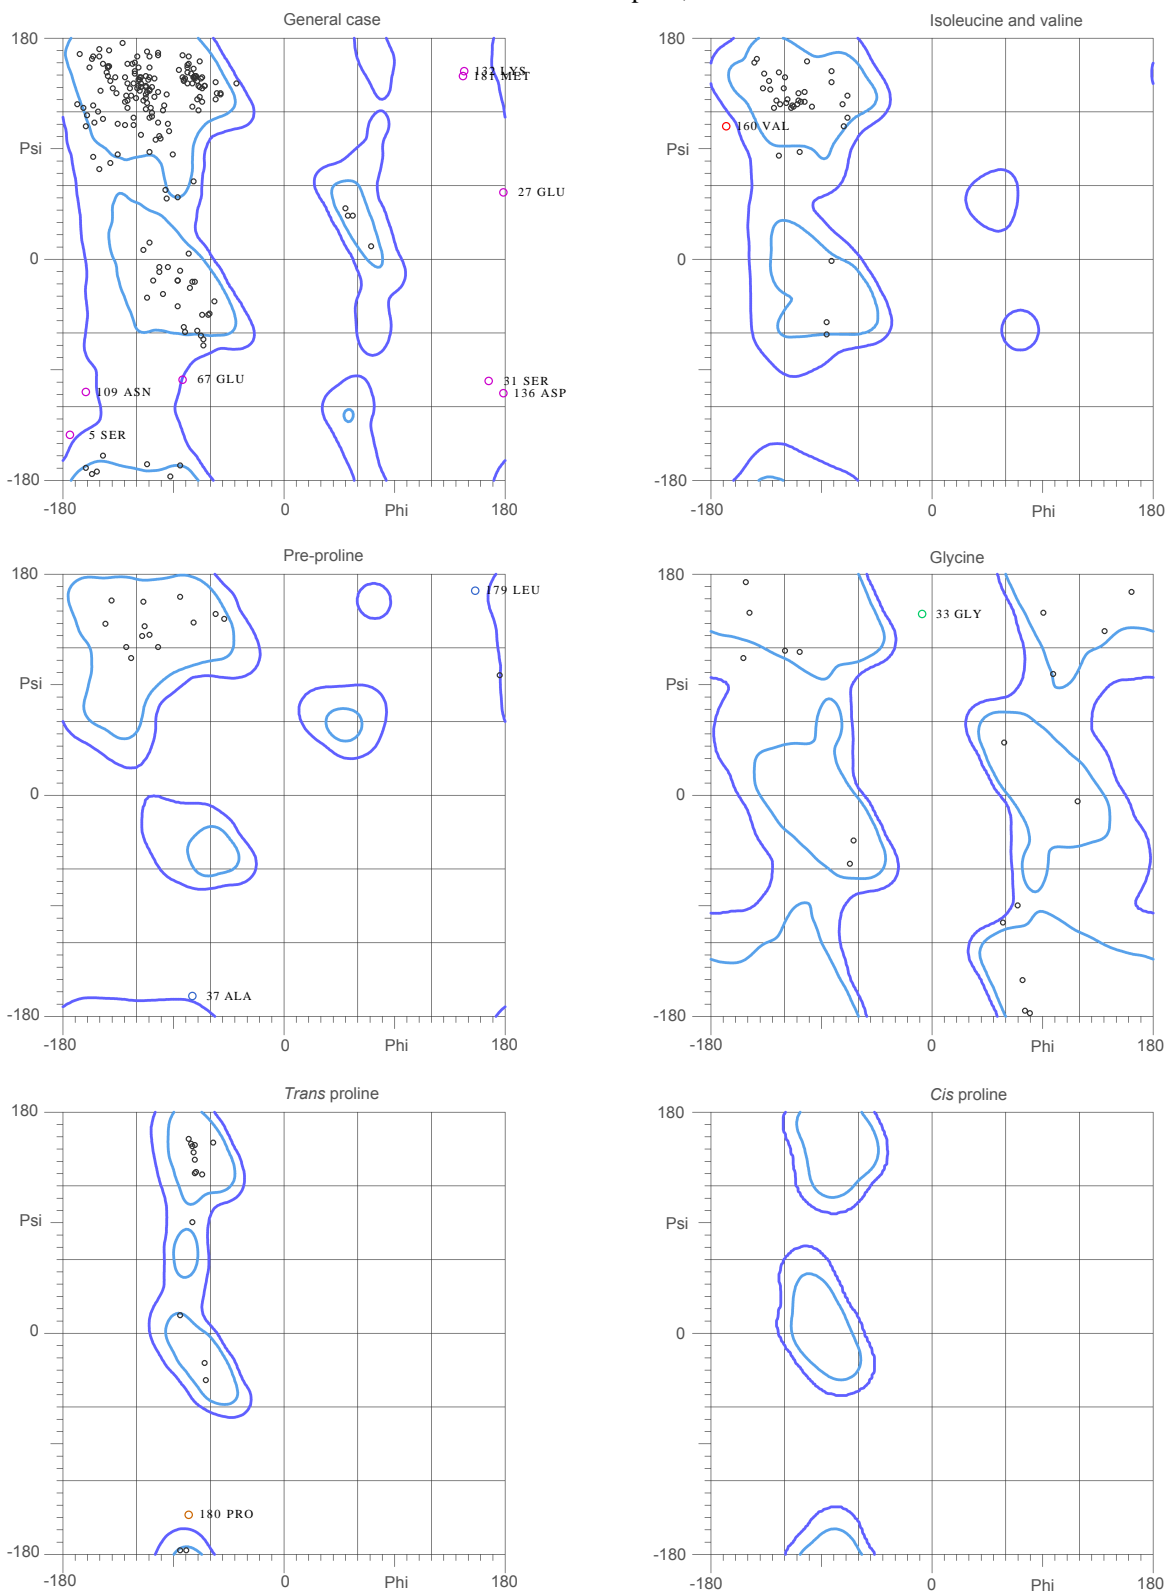 General case
Isoleucine and valine
180
180
132 LYS
181 MET
160 VAL
Psi
Psi
27 GLU
0
0
67 GLU
31 SER
109 ASN
136 ASP
5 SER
-180
-180
-180 0 Phi 180
-180 0 Phi 180
Pre-proline
Glycine
180
180
179 LEU
33 GLY
Psi
Psi
0
0
37 ALA
-180
-180
-180 0 Phi 180
-180 0 Phi 180
Trans proline
Cis proline
180
180
Psi
Psi
0
0
180 PRO
-180
-180
-180 0 Phi 180
-180 0 Phi 180